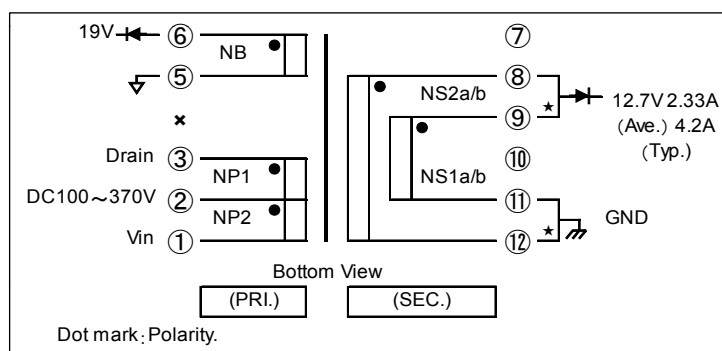 19V ⑥ NB ⑦
⑤ ⑧ NS2a/b 12.7V 2.33A
× ⑨ ★ (Ave.) 4.2A
(Typ.)
Drain ③ NP1 ⑩
DC100~370V ② NP2 NS1a/b ⑪ GND
Vin ① ⑫ ★
Bottom View
(PRI.) (SEC.)
Dot mark:Polarity.